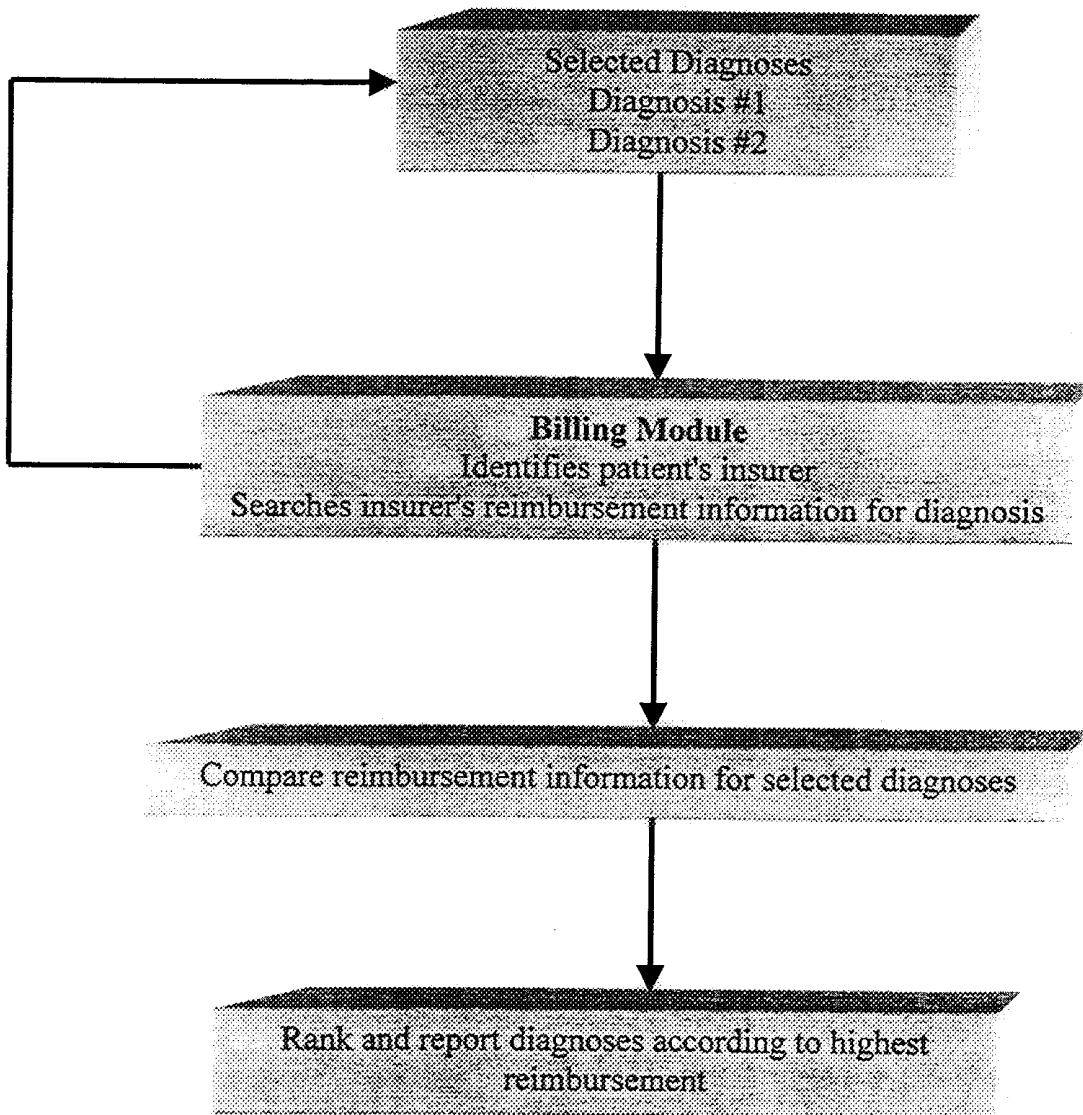 Selected Diagnoses
Diagnosis #1
Diagnosis #2
Billing Module
Identifies patient's insurer
Searches insurer's reimbursement information for diagnosis
Compare reimbursement information for selected diagnoses
Rank and report diagnoses according to highest
reimbursement